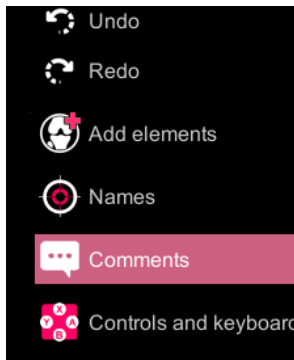 Undo
Redo
Add elements
Names
Comments
Controls and keyboard
X
Y A
B